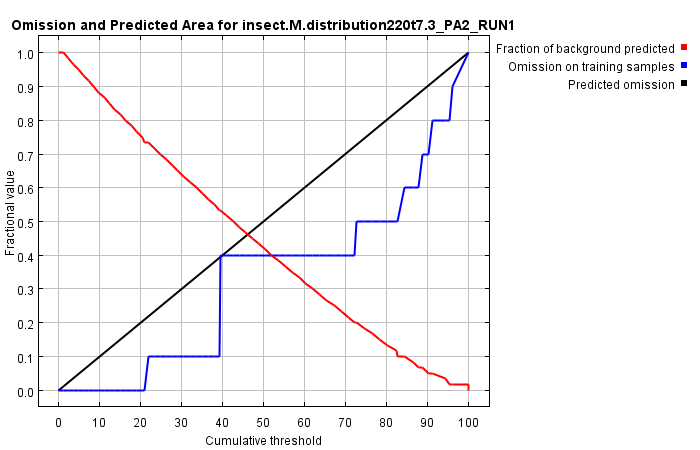 Omission and Predicted Area for insect.M.distribution220t7.3_PA2_RUN1
Fraction of background predicted
Omission on training samples
Predicted omission
1.0
0.9
0.8
0.7
0.6
0.5
0.4
0.3
0.2
0.1
0.0
Fractional value
0 10 20 30 40 50 60 70 80 90 100
Cumulative threshold